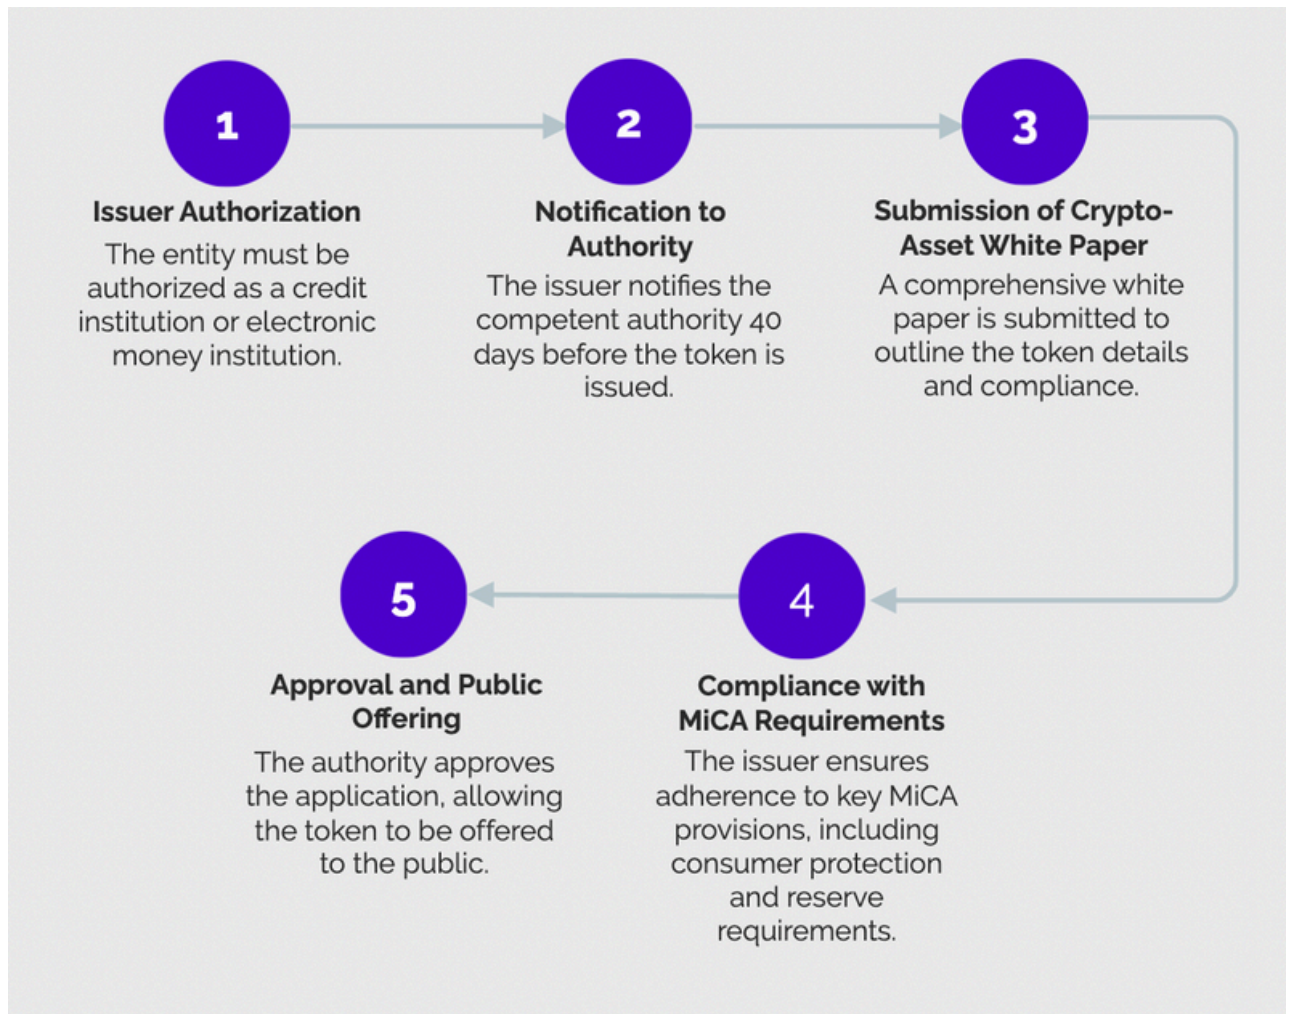 1
Issuer Authorization
The entity must be
authorized as a credit
institution or electronic
money institution.
2
Notification to
Authority
The issuer notifies the
competent authority 40
days before the token is
issued.
3
Submission of Crypto-
Asset White Paper
A comprehensive white
paper is submitted to
outline the token details
and compliance.
4
Compliance with
MiCA Requirements
The issuer ensures
adherence to key MiCA
provisions, including
consumer protection
and reserve
requirements.
5
Approval and Public
Offering
The authority approves
the application, allowing
the token to be offered
to the public.